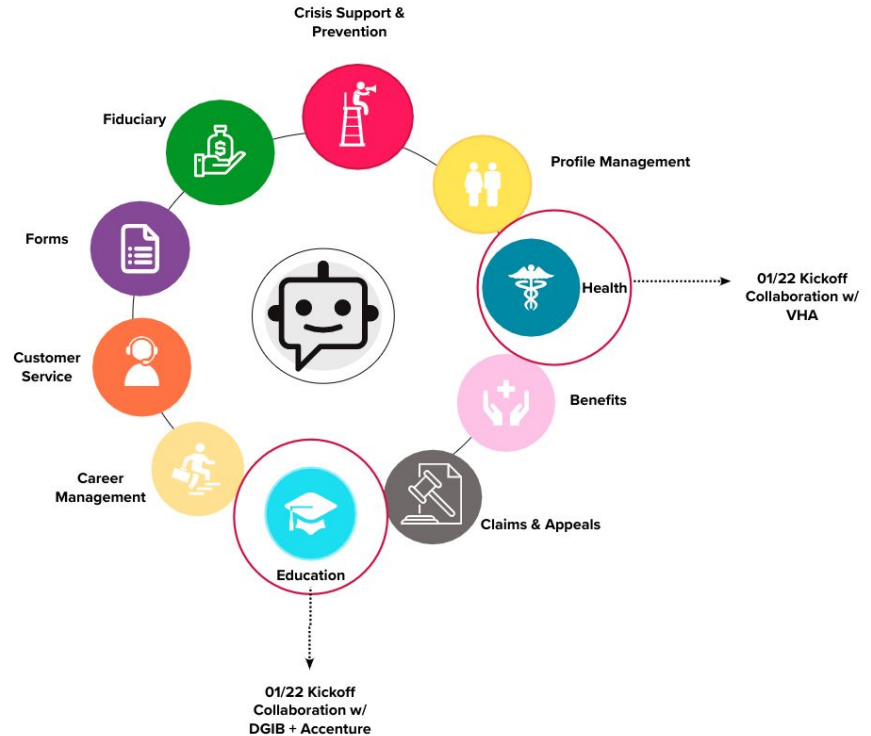 Crisis Support &
Prevention
Fiduciary
Profile Management
Forms
Health
01/22 Kickoff
Collaboration w/
VHA
Customer
Service
Benefits
Career
Management
Claims & Appeals
Education
01/22 Kickoff
Collaboration w/
DGIB + Accenture